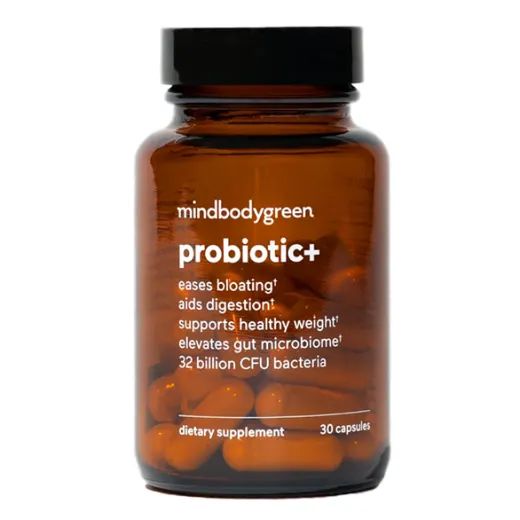 mindbodygreen
probiotic+
eases bloating†
aids digestion†
supports healthy weight†
elevates gut microbiome†
32 billion CFU bacteria
dietary supplement 30 capsules